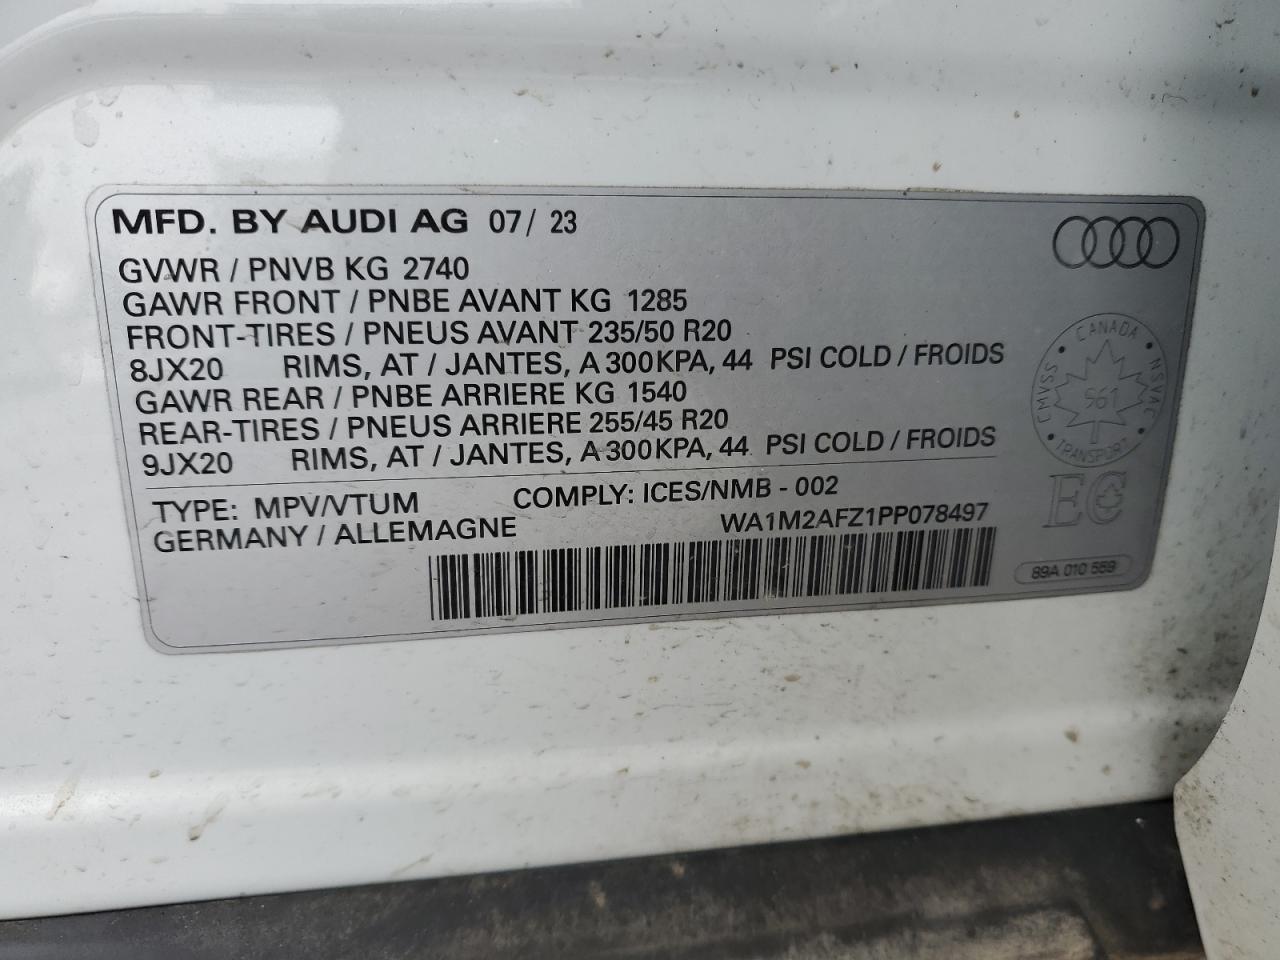 MFD. BY AUDI AG 07/ 23
GVWR / PNVB KG 2740
GAWR FRONT / PNBE AVANT KG 1285
FRONT-TIRES / PNEUS AVANT 235/50 R20
8JX20 RIMS, AT / JANTES, A 300KPA, 44 PSI COLD / FROIDS
GAWR REAR / PNBE ARRIERE KG 1540
REAR-TIRES / PNEUS ARRIERE 255/45 R20
9JX20 RIMS, AT / JANTES, A 300KPA, 44 PSI COLD / FROIDS
TYPE: MPV/VTUM COMPLY: ICES/NMB - 002
GERMANY / ALLEMAGNE WA1M2AFZ1PP078497
CANADA
CMVSS
NSVAC
961
TRANSPORT
EC
89A 010 559